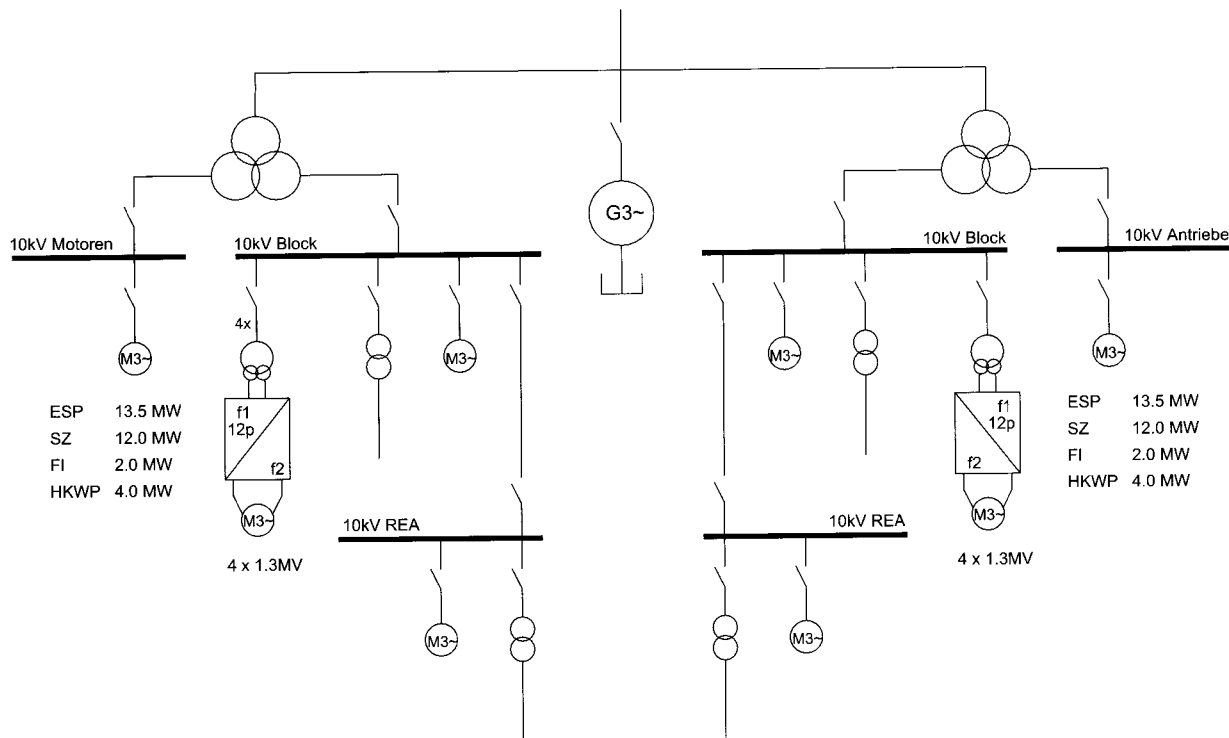 G3~
10kV Motoren
10kV Block
10kV Block
10kV Antriebe
4x
M3~
M3~
M3~
M3~
f1
12p
f2
f1
12p
f2
ESP 13.5 MW
SZ 12.0 MW
FI 2.0 MW
HKWP 4.0 MW
ESP 13.5 MW
SZ 12.0 MW
FI 2.0 MW
HKWP 4.0 MW
M3~
M3~
10kV REA
10kV REA
4 x 1.3MV
4 x 1.3MV
M3~
M3~